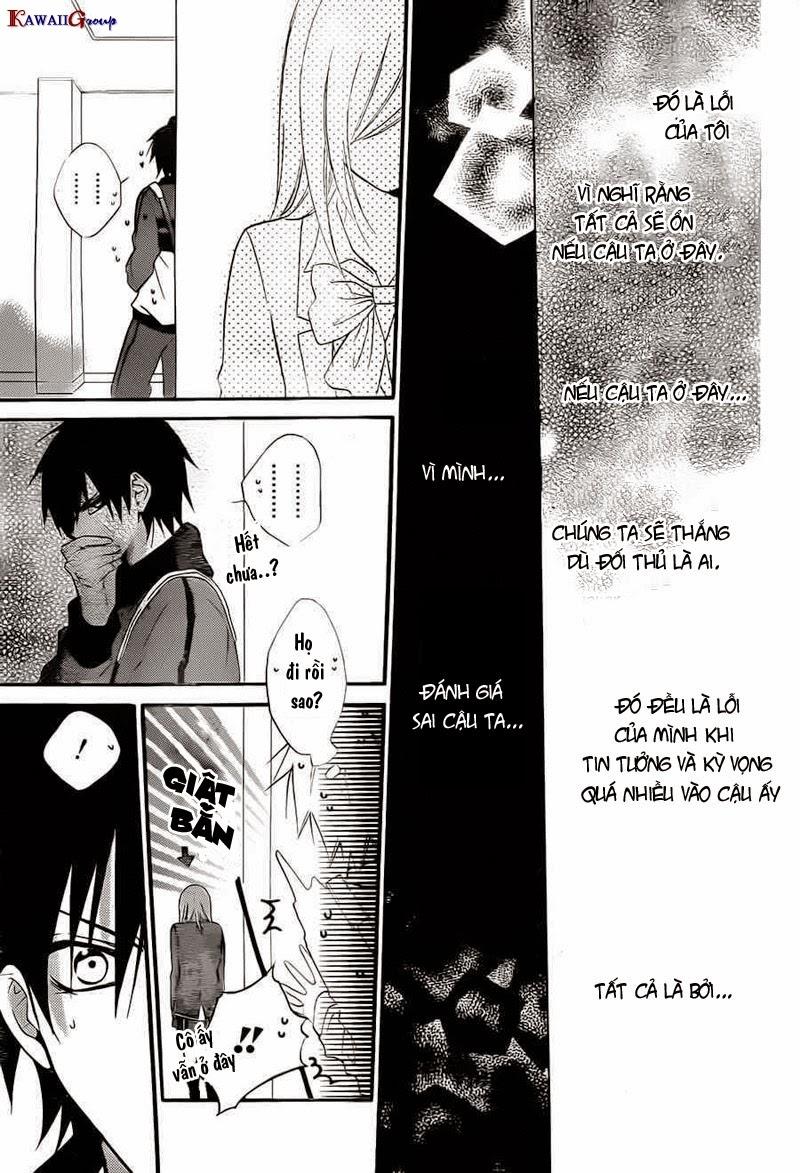 KAWAII Group
ĐÓ LÀ LỖI
CỦA TÔI
VÌ NGHĨ RẰNG
TẤT CẢ SẼ ỔN
NẾU CẬU TA Ở ĐÂY.
NẾU CẬU TA Ở ĐÂY...
CHÚNG TA SẼ THẮNG
DÙ ĐỐI THỦ LÀ AI.
ĐÓ ĐỀU LÀ LỖI
CỦA MÌNH KHI
TIN TƯỞNG VÀ KỲ VỌNG
QUÁ NHIỀU VÀO CẬU ẤY
TẤT CẢ LÀ BỞI...
VÌ MÌNH...
ĐÁNH GIÁ
SAI CẬU TA...
Hết
chưa..?
Họ
đi rồi
sao?
GIẬT
BẮN
!!
Cô ấy
vẫn ở đây
!